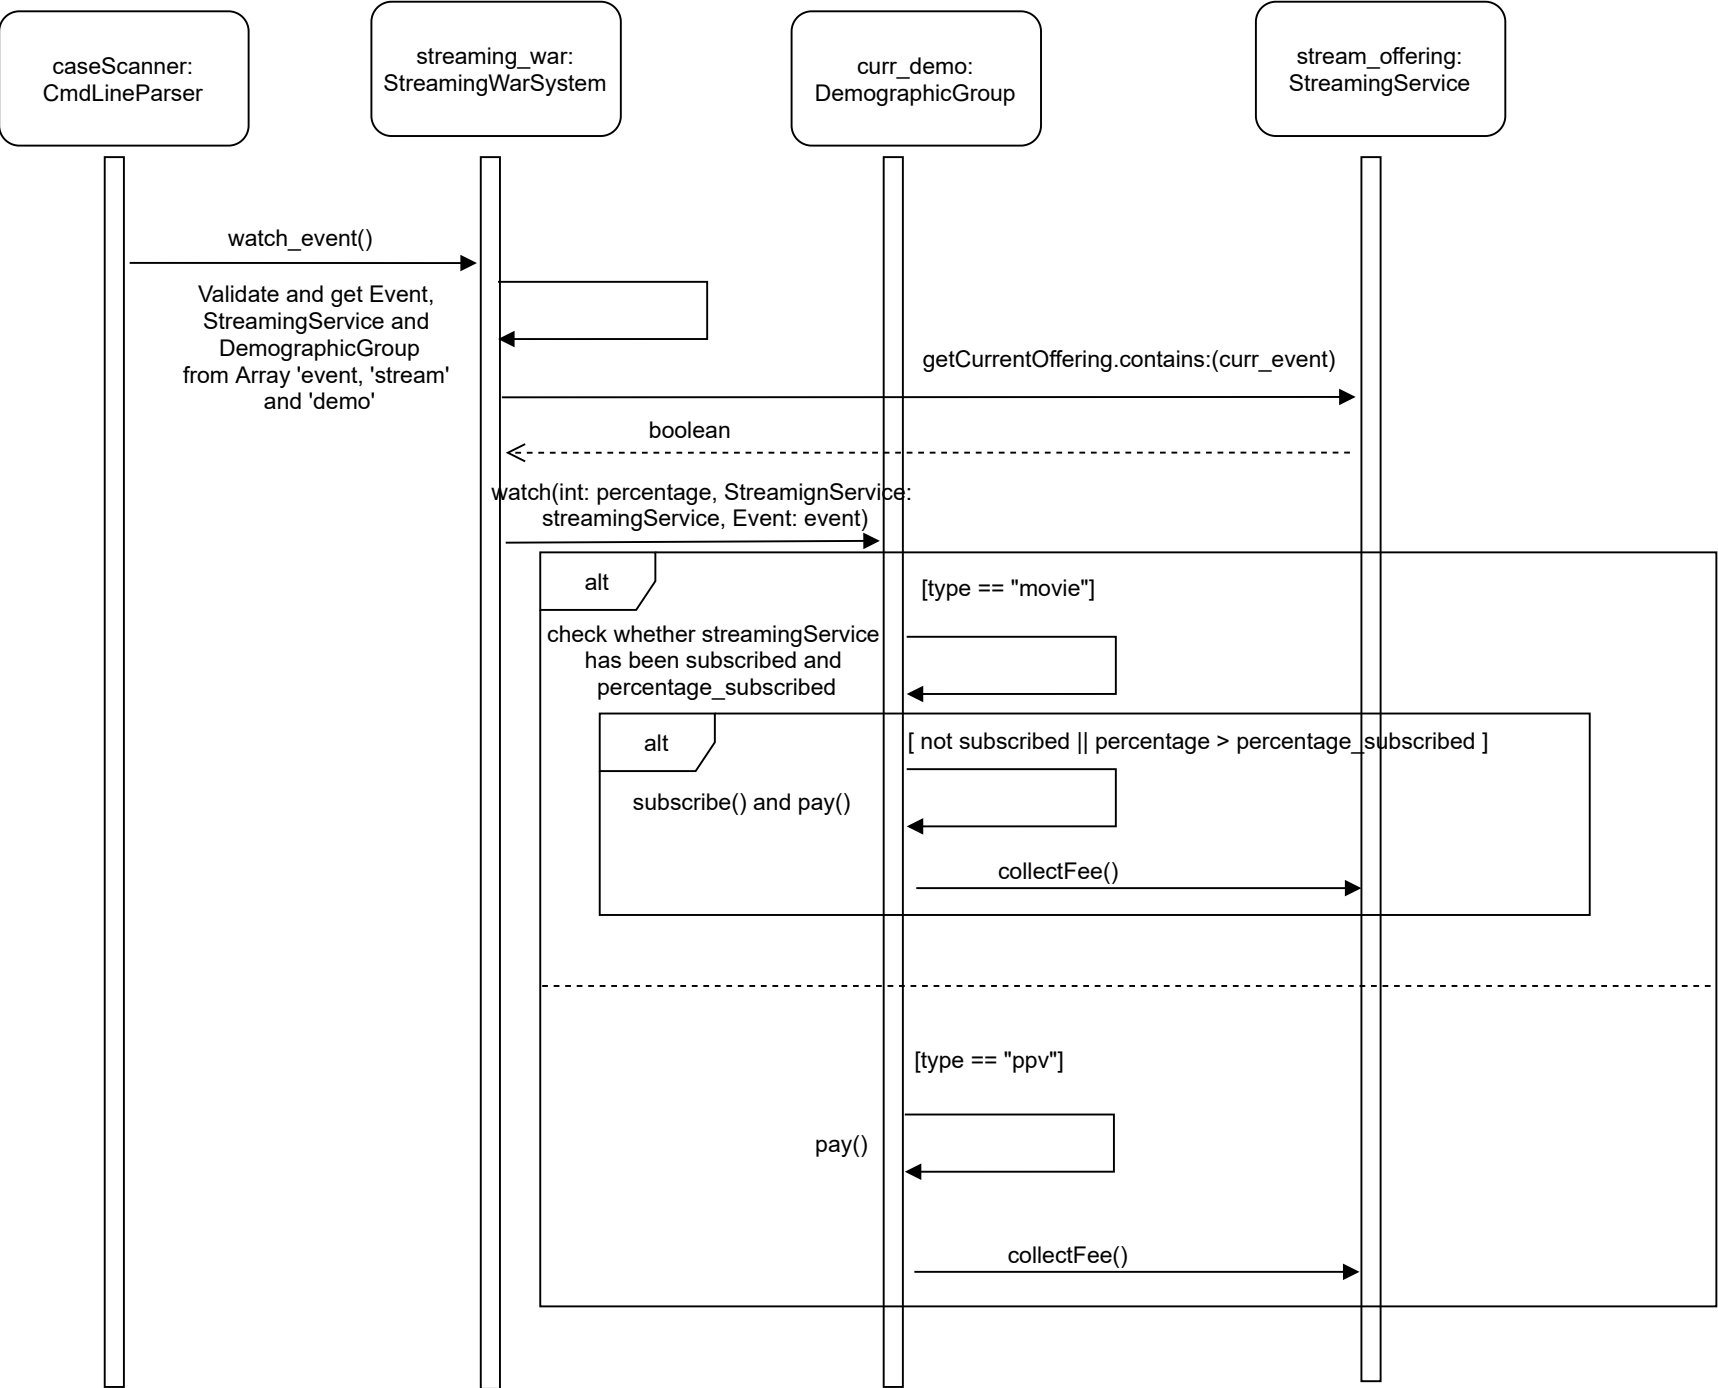 caseScanner:
CmdLineParser
streaming_war:
StreamingWarSystem
curr_demo:
DemographicGroup
stream_offering:
StreamingService
watch_event()
Validate and get Event,
StreamingService and
DemographicGroup
from Array 'event, 'stream'
and 'demo'
getCurrentOffering.contains:(curr_event)
boolean
watch(int: percentage, StreamignService:
streamingService, Event: event)
alt
[type == "movie"]
check whether streamingService
has been subscribed and
percentage_subscribed
alt
[ not subscribed || percentage > percentage_subscribed ]
subscribe() and pay()
collectFee()
[type == "ppv"]
pay()
collectFee()